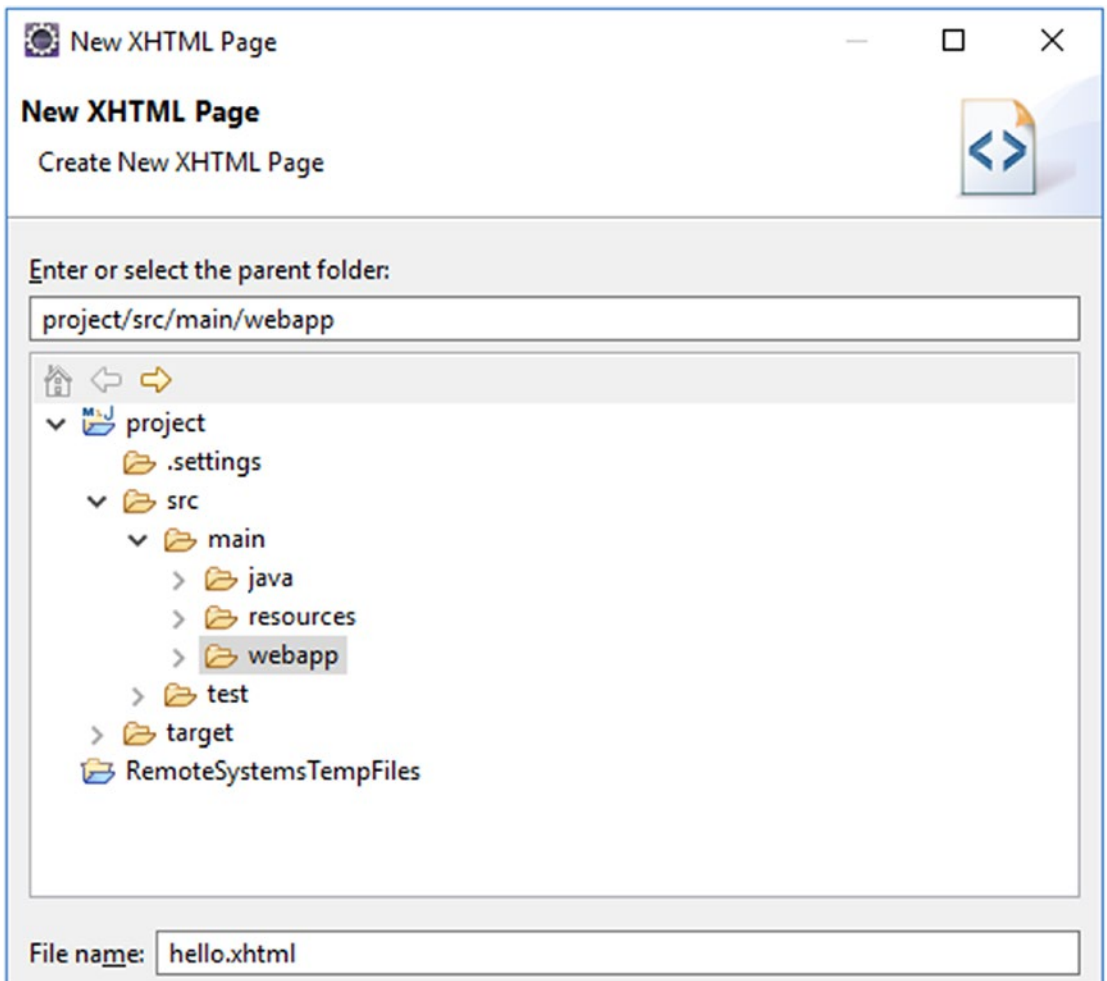 New XHTML Page
New XHTML Page
Create New XHTML Page
Enter or select the parent folder:
project/src/main/webapp
project
.settings
src
main
java
resources
webapp
test
target
RemoteSystemsTempFiles
File name: hello.xhtml